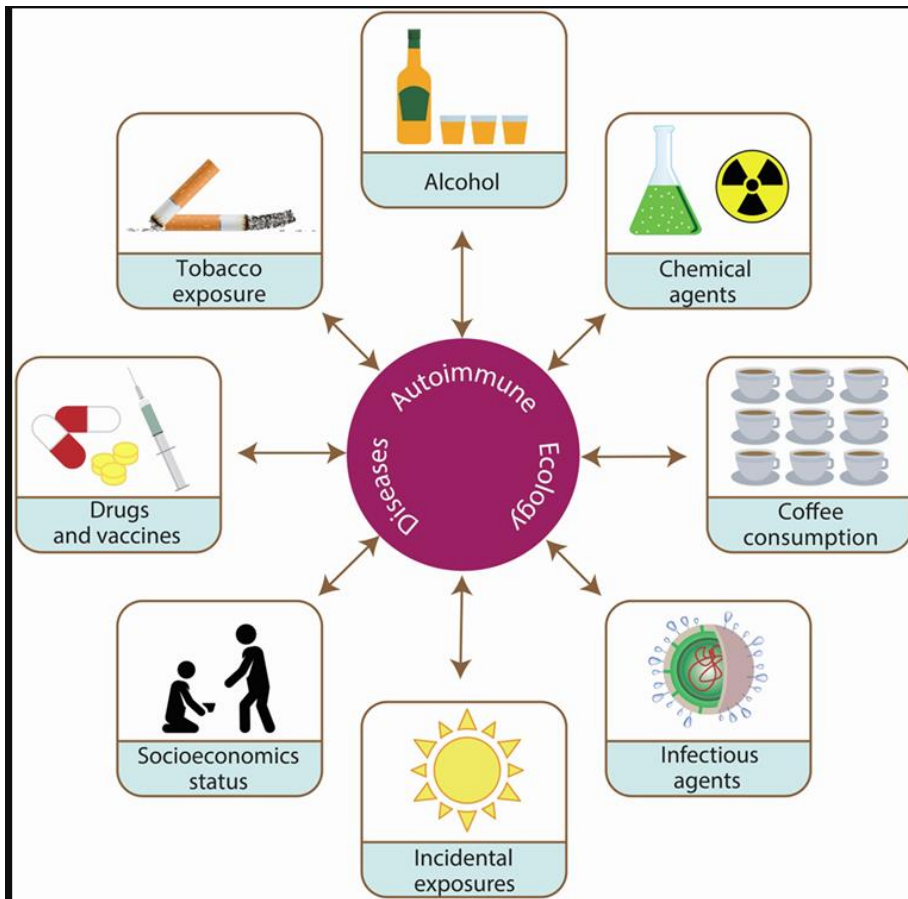 Alcohol
Tobacco
exposure
Chemical
agents
Autoimmune
Ecology
Diseases
Drugs
and vaccines
Coffee
consumption
Socioeconomics
status
Infectious
agents
Incidental
exposures